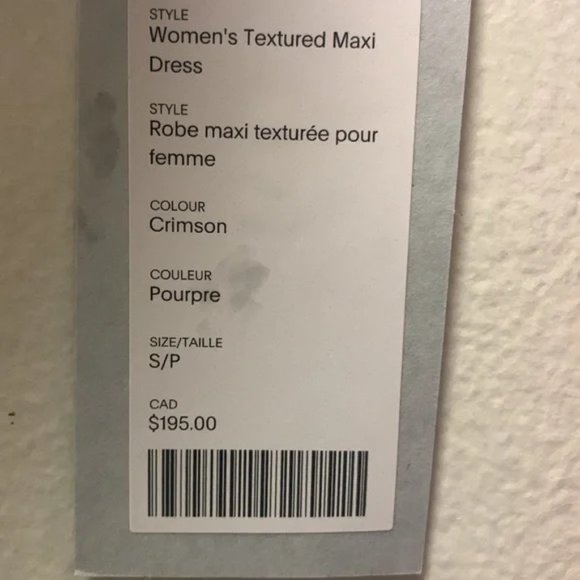 STYLE
Women's Textured Maxi
Dress
STYLE
Robe maxi texturée pour
femme
COLOUR
Crimson
COULEUR
Pourpre
SIZE/TAILLE
S/P
CAD
$195.00